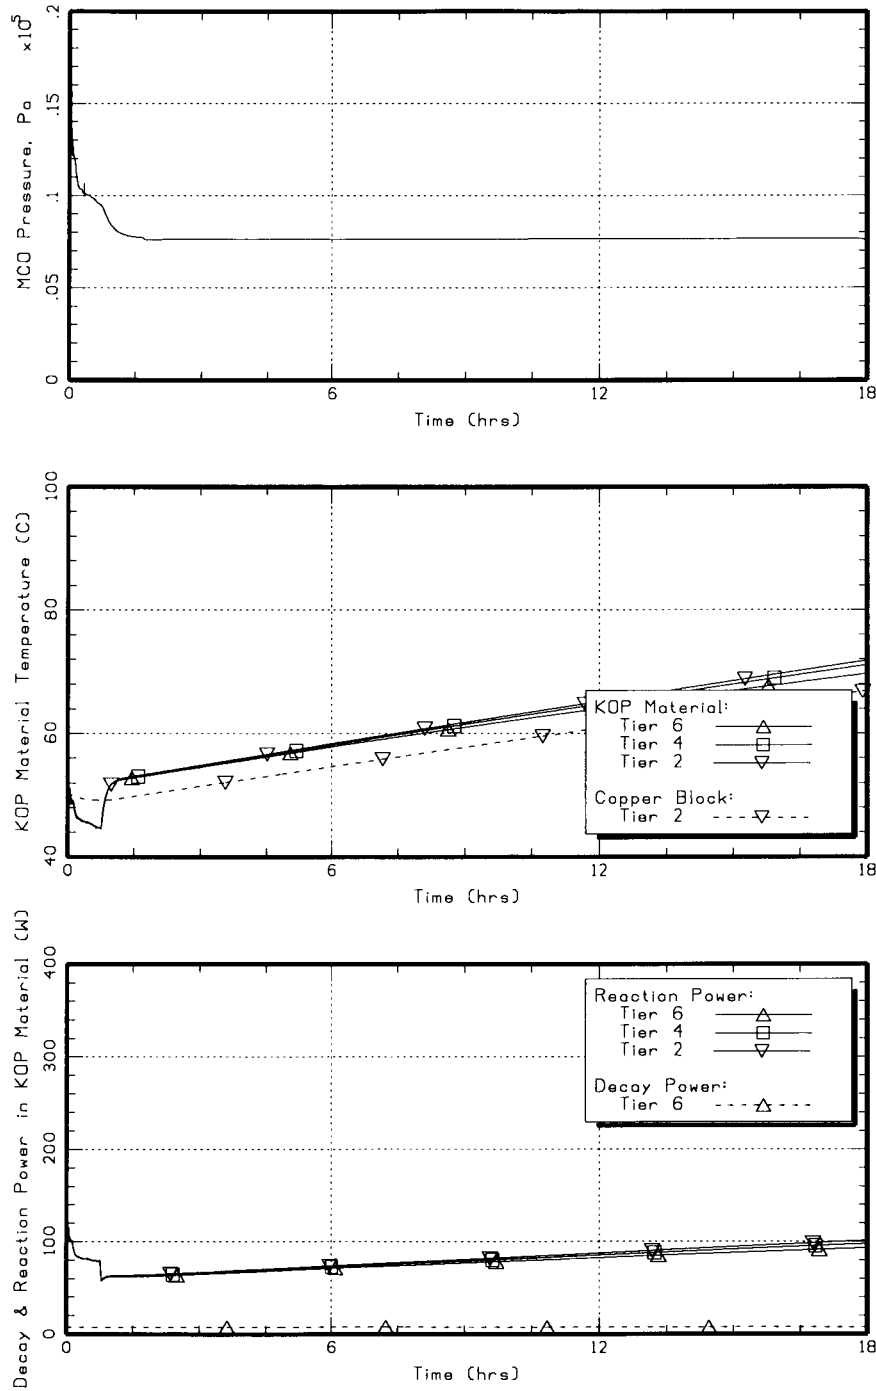 MCO Pressure, Pa ×10⁵
.2
.15
.1
.05
0
0 6 12 18
Time (hrs)
KOP Material Temperature (C)
100
80
60
40
KOP Material:
Tier 6
Tier 4
Tier 2
Copper Block:
Tier 2
0 6 12 18
Time (hrs)
Decay & Reaction Power in KOP Material (W)
400
300
200
100
0
Reaction Power:
Tier 6
Tier 4
Tier 2
Decay Power:
Tier 6
0 6 12 18
Time (hrs)